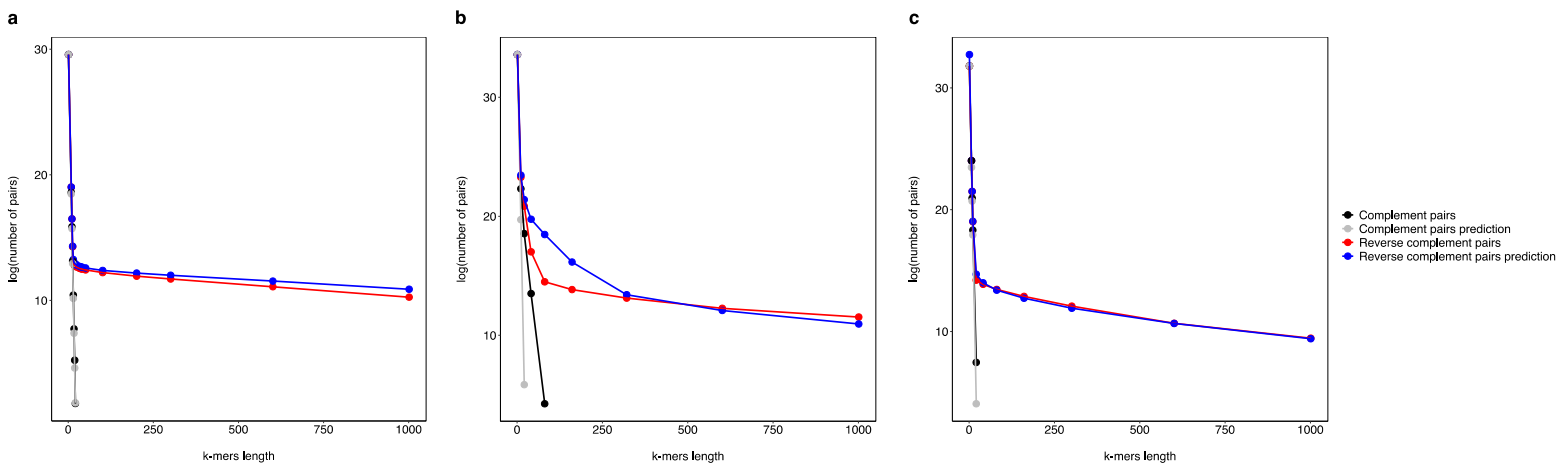 a
b
c
30
20
10
log(number of pairs)
0
250
500
750
1000
k-mers length
30
20
10
log(number of pairs)
0
250
500
750
1000
k-mers length
30
20
10
log(number of pairs)
0
250
500
750
1000
k-mers length
Complement pairs
Complement pairs prediction
Reverse complement pairs
Reverse complement pairs prediction